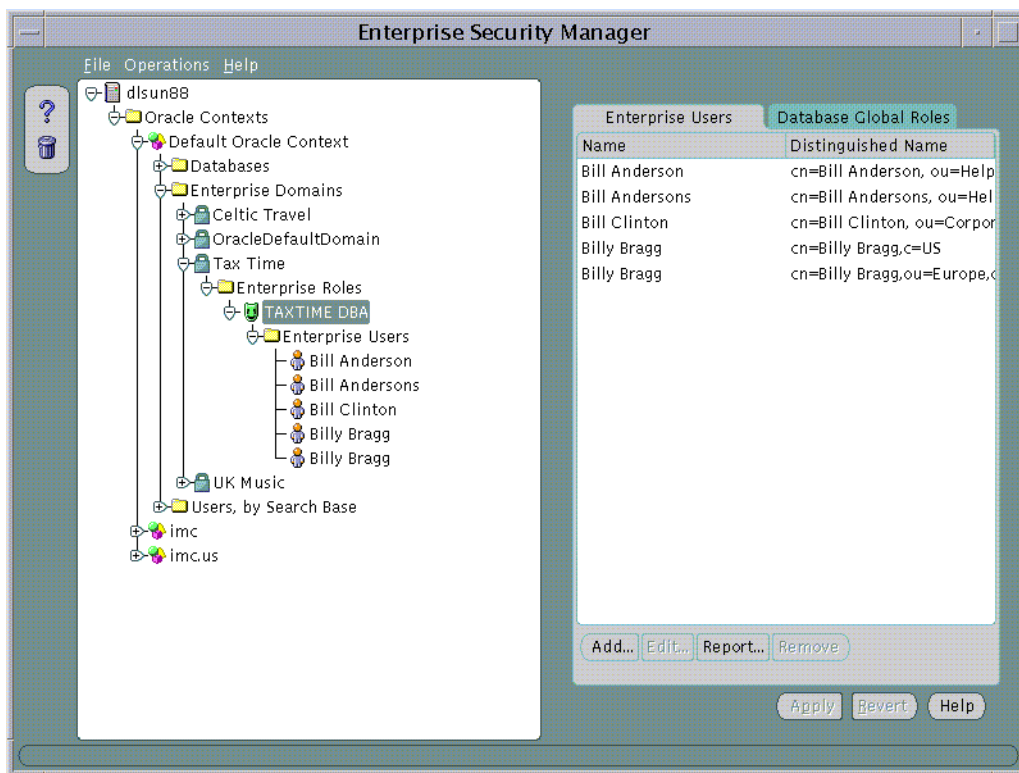 Enterprise Security Manager
File Operations Help
dlsun88
Oracle Contexts
Default Oracle Context
Databases
Enterprise Domains
Celtic Travel
OracleDefaultDomain
Tax Time
Enterprise Roles
TAXTIME DBA
Enterprise Users
Bill Anderson
Bill Andersons
Bill Clinton
Billy Bragg
Billy Bragg
UK Music
Users, by Search Base
imc
imc.us
?
Enterprise Users Database Global Roles
Name Distinguished Name
Bill Anderson cn=Bill Anderson, ou=Help
Bill Andersons cn=Bill Andersons, ou=Hel
Bill Clinton cn=Bill Clinton, ou=Corpor
Billy Bragg cn=Billy Bragg,c=US
Billy Bragg cn=Billy Bragg,ou=Europe,c
Add... Edit... Report... Remove
Apply Revert Help